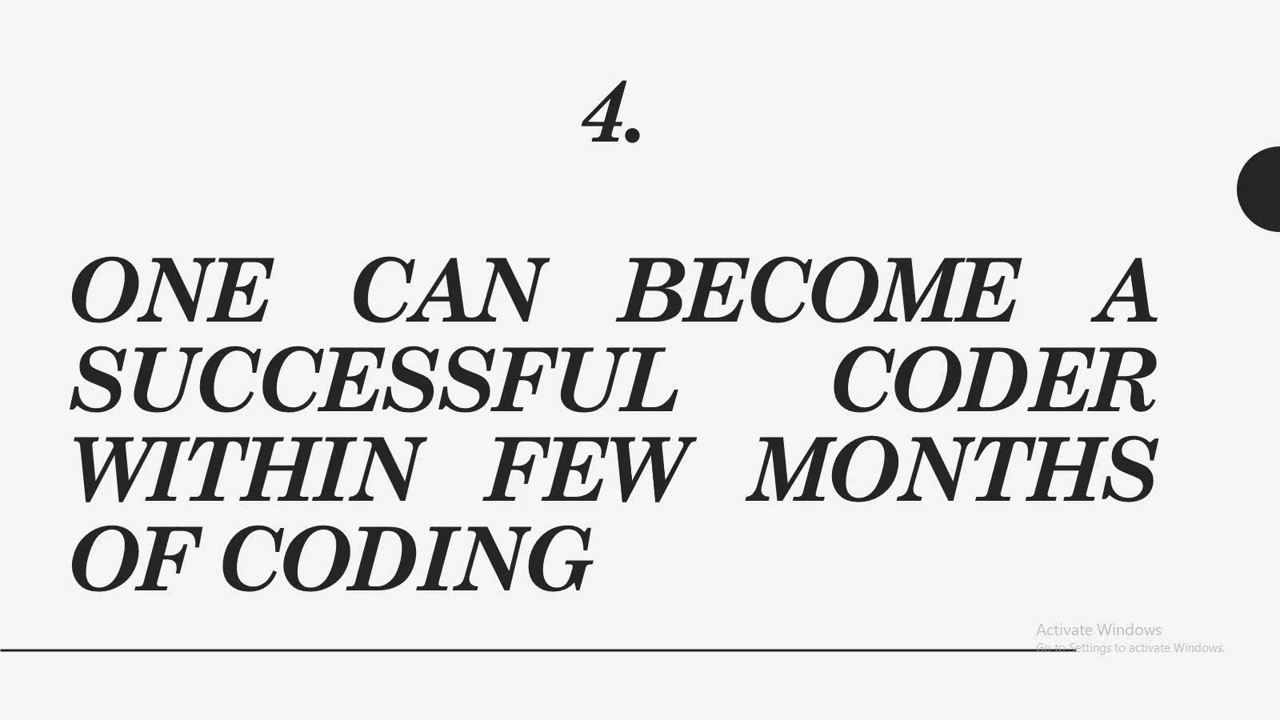 4.
ONE CAN BECOME A
SUCCESSFUL CODER
WITHIN FEW MONTHS
OF CODING
Activate Windows
Go to Settings to activate Windows.